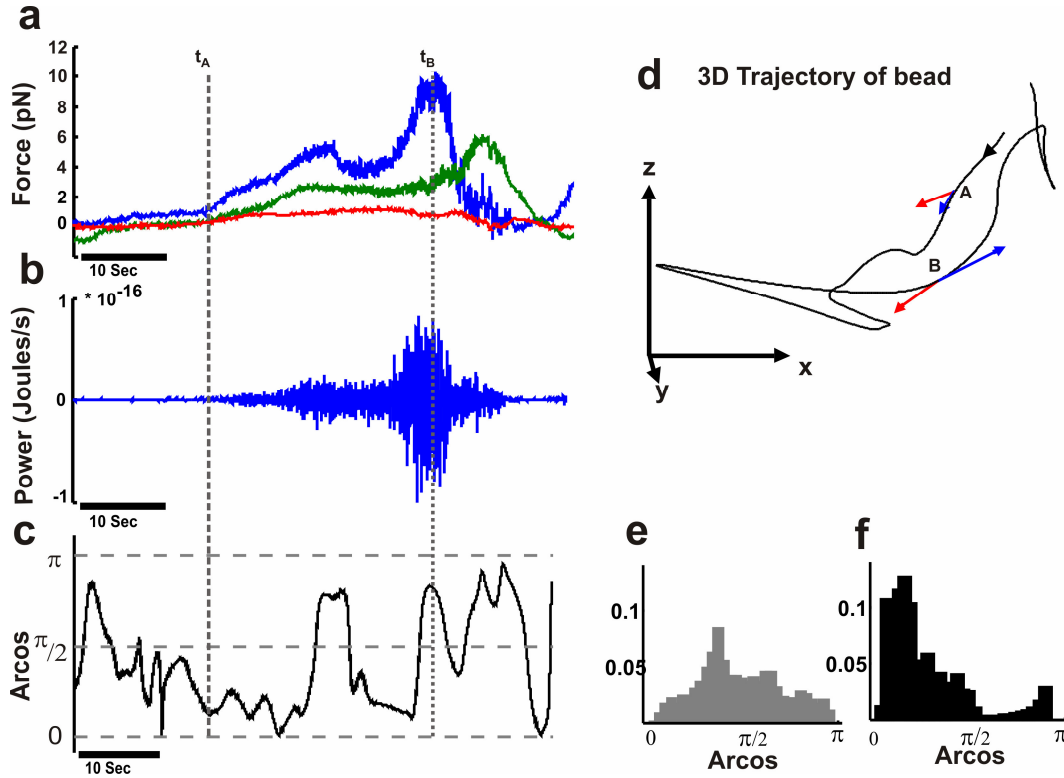 a
12
10
8
6
4
2
0
Force (pN)
tA
tB
10 Sec
b
1
* 10-16
0
-1
Power (Joules/s)
10 Sec
c
π
π/2
0
Arcos
10 Sec
d
3D Trajectory of bead
z
x
y
A
B
e
0.1
0.05
0
π/2
π
Arcos
f
0.1
0.05
0
π/2
π
Arcos